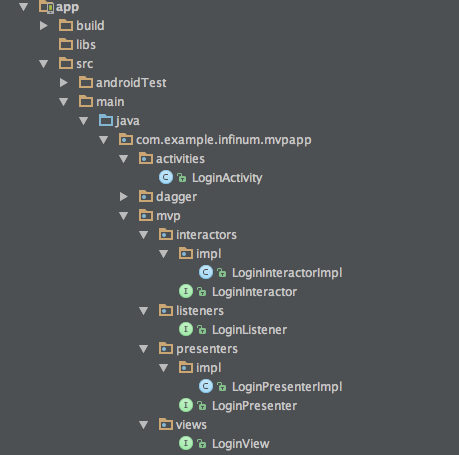 app
build
libs
src
androidTest
main
java
com.example.infinum.mvpapp
activities
C LoginActivity
dagger
mvp
interactors
impl
C LoginInteractorImpl
I LoginInteractor
listeners
I LoginListener
presenters
impl
C LoginPresenterImpl
I LoginPresenter
views
I LoginView